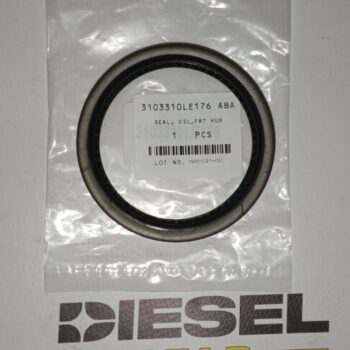 3103310LE176 ABA
SEAL; OIL,FRT HUB
1 PCS
LOT NO.
DIESEL